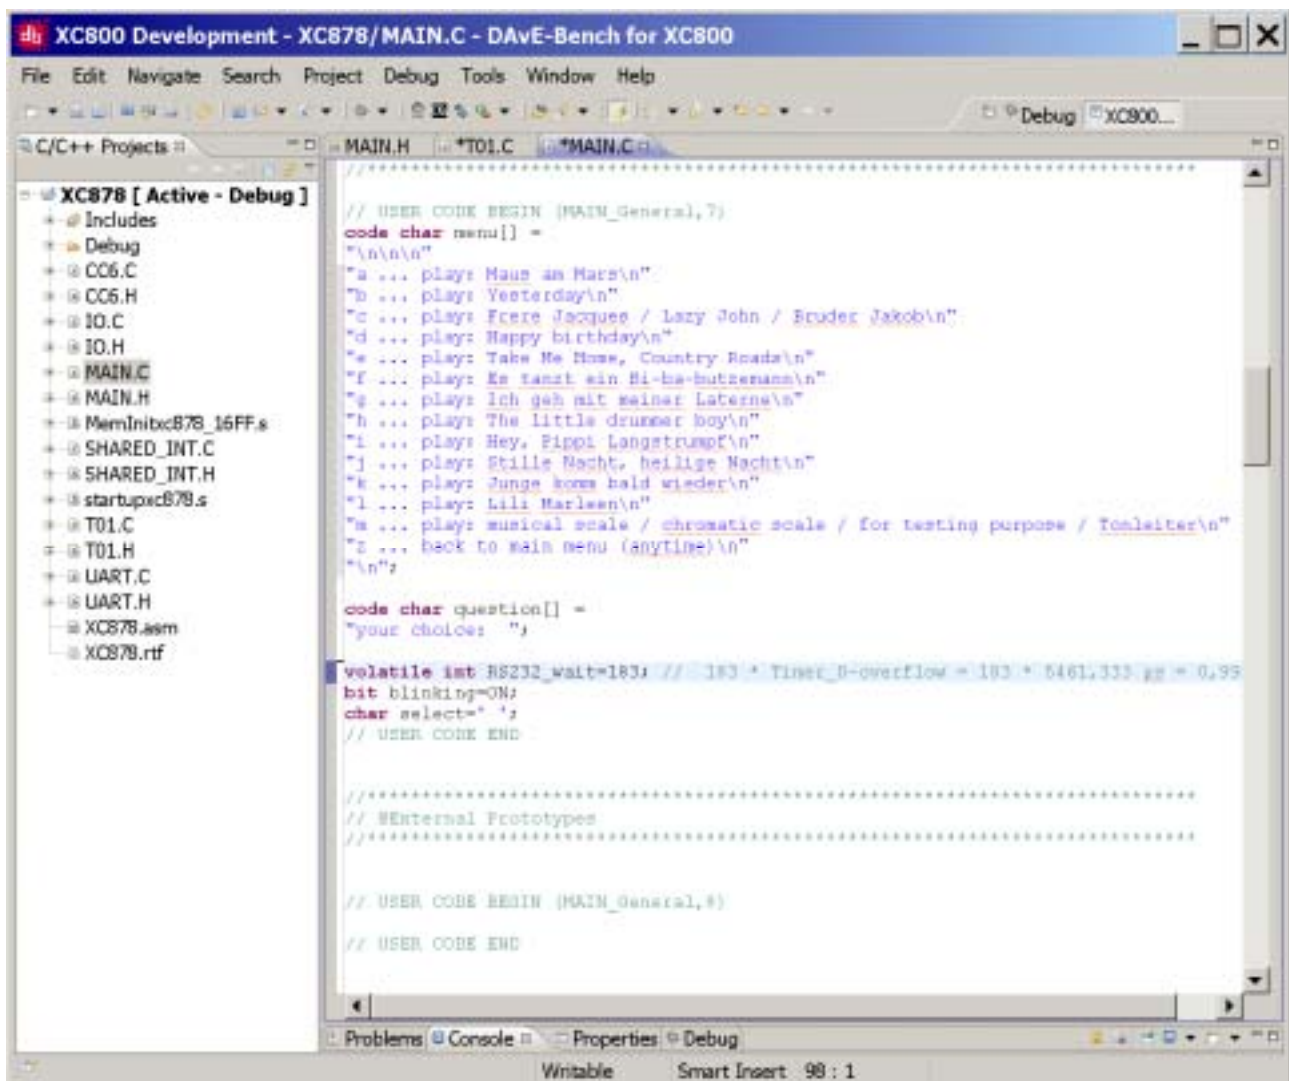 XC800 Development - XC878/MAIN.C - DAvE-Bench for XC800
File Edit Navigate Search Project Debug Tools Window Help
Debug XC800...
C/C++ Projects
MAIN.H *T01.C *MAIN.C
XC878 [ Active - Debug ]
Includes
Debug
CC6.C
CC6.H
IO.C
IO.H
MAIN.C
MAIN.H
MemInitxc878_16FF.s
SHARED_INT.C
SHARED_INT.H
startupxc878.s
T01.C
T01.H
UART.C
UART.H
XC878.asm
XC878.rtf
//****************************************************************************
// USER CODE BEGIN (MAIN_General,7)
code char menu[] =
"\n\n\n"
"a ... play: Maus am Mars\n"
"b ... play: Yesterday\n"
"c ... play: Frere Jacques / Lazy John / Bruder Jakob\n"
"d ... play: Happy birthday\n"
"e ... play: Take Me Home, Country Roads\n"
"f ... play: Es tanzt ein Bi-ba-butzemann\n"
"g ... play: Ich geh mit meiner Laterne\n"
"h ... play: The little drummer boy\n"
"i ... play: Hey, Pippi Langstrumpf\n"
"j ... play: Stille Nacht, heilige Nacht\n"
"k ... play: Junge komm bald wieder\n"
"l ... play: Lili Marleen\n"
"m ... play: musical scale / chromatic scale / for testing purpose / Tonleiter\n"
"z ... back to main menu (anytime)\n"
"\n";
code char question[] =
"your choice:  ";
volatile int RS232_wait=183; //  183 * Timer_0-overflow = 183 * 5461,333 = 0,99
bit blinking=ON;
char select=' ';
// USER CODE END
//****************************************************************************
// @External Prototypes
//****************************************************************************
// USER CODE BEGIN (MAIN_General,8)
// USER CODE END
Problems Console Properties Debug
Writable Smart Insert 98 : 1